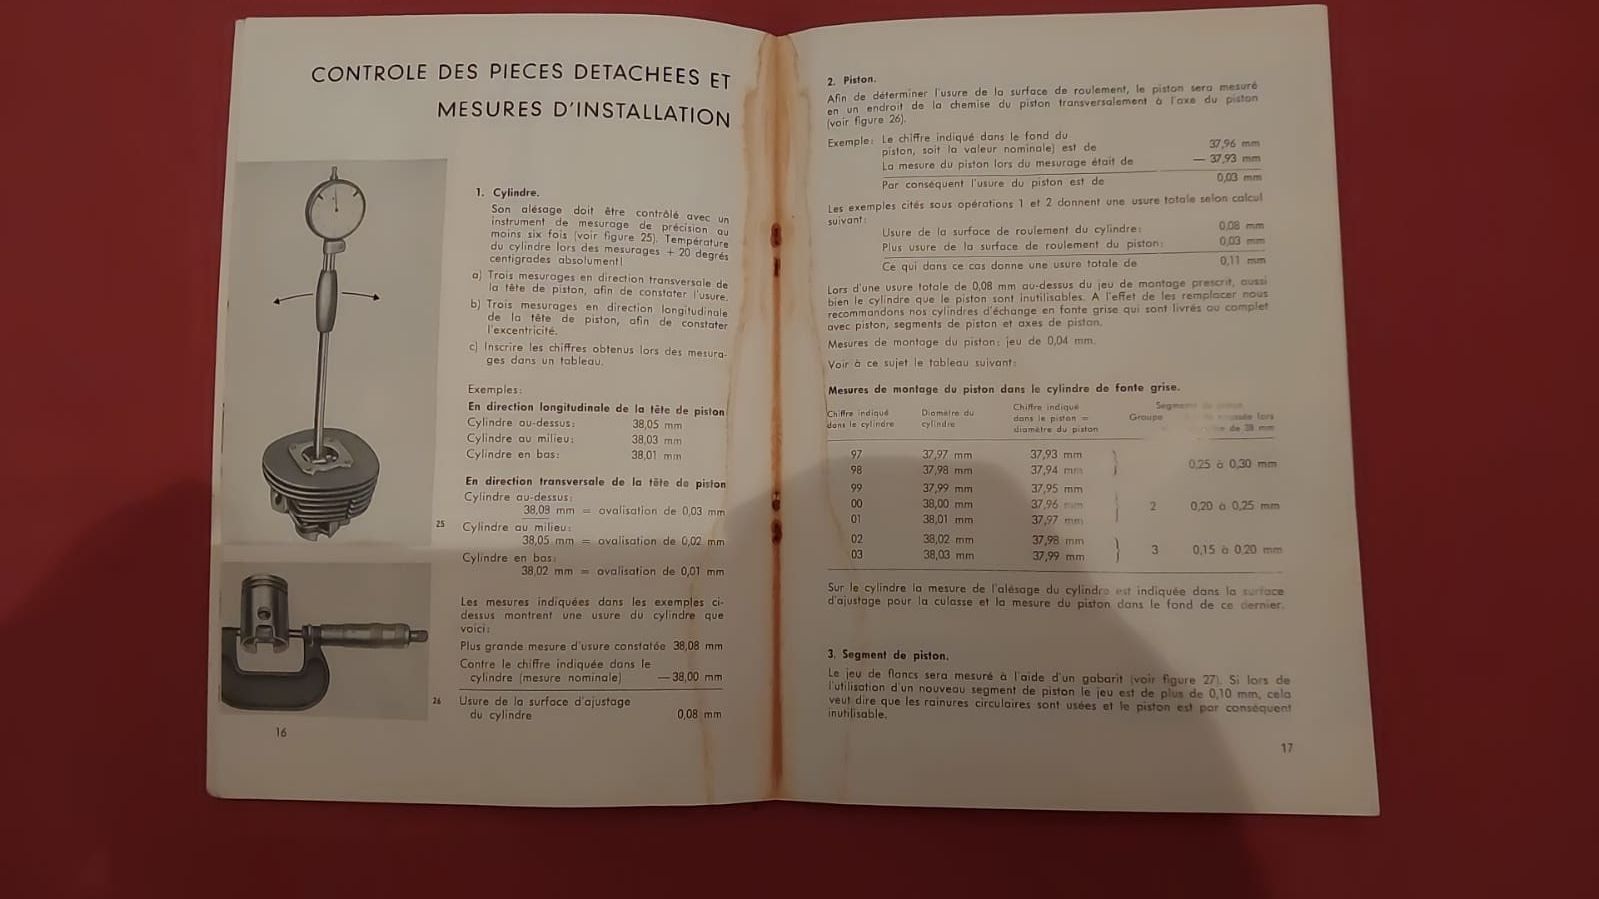 CONTROLE DES PIECES DETACHEES ET
MESURES D'INSTALLATION
1. Cylindre.
Son alésage doit être contrôlé avec un
instrument de mesurage de précision au
moins six fois (voir figure 25). Température
du cylindre lors des mesurages + 20 degrés
centigrades absolument!
a) Trois mesurages en direction transversale de
la tête de piston, afin de constater l'usure.
b) Trois mesurages en direction longitudinale
de la tête de piston, afin de constater
l'excentricité.
c) Inscrire les chiffres obtenus lors des mesura-
ges dans un tableau.
Exemples:
En direction longitudinale de la tête de piston
Cylindre au-dessus: 38,05 mm
Cylindre au milieu: 38,03 mm
Cylindre en bas: 38,01 mm
En direction transversale de la tête de piston
Cylindre au-dessus:
38,08 mm = ovalisation de 0,03 mm
25
Cylindre au milieu:
38,05 mm = ovalisation de 0,02 mm
Cylindre en bas:
38,02 mm = ovalisation de 0,01 mm
Les mesures indiquées dans les exemples ci-
dessus montrent une usure du cylindre que
voici:
Plus grande mesure d'usure constatée 38,08 mm
Contre le chiffre indiquée dans le
cylindre (mesure nominale) — 38,00 mm
26
Usure de la surface d'ajustage
du cylindre 0,08 mm
16
2. Piston.
Afin de déterminer l'usure de la surface de roulement, le piston sera mesuré
en un endroit de la chemise du piston transversalement à l'axe du piston
(voir figure 26).
Exemple: Le chiffre indiqué dans le fond du
piston, soit la valeur nominale) est de 37,96 mm
La mesure du piston lors du mesurage était de — 37,93 mm
Par conséquent l'usure du piston est de 0,03 mm
Les exemples cités sous opérations 1 et 2 donnent une usure totale selon calcul
suivant:
Usure de la surface de roulement du cylindre: 0,08 mm
Plus usure de la surface de roulement du piston: 0,03 mm
Ce qui dans ce cas donne une usure totale de 0,11 mm
Lors d'une usure totale de 0,08 mm au-dessus du jeu de montage prescrit, aussi
bien le cylindre que le piston sont inutilisables. A l'effet de les remplacer nous
recommandons nos cylindres d'échange en fonte grise qui sont livrés au complet
avec piston, segments de piston et axes de piston.
Mesures de montage du piston: jeu de 0,04 mm.
Voir à ce sujet le tableau suivant:
Mesures de montage du piston dans le cylindre de fonte grise.
Chiffre indiqué
dans le cylindre
Diamètre du
cylindre
Chiffre indiqué
dans le piston =
diamètre du piston
Groupe
lors
de 38 mm
97 37,97 mm 37,93 mm
98 37,98 mm 37,94 mm
0,25 à 0,30 mm
99 37,99 mm 37,95 mm
00 38,00 mm 37,96 mm 2 0,20 à 0,25 mm
01 38,01 mm 37,97 mm
02 38,02 mm 37,98 mm
03 38,03 mm 37,99 mm
3 0,15 à 0,20 mm
Sur le cylindre la mesure de l'alésage du cylindre est indiquée dans la surface
d'ajustage pour la culasse et la mesure du piston dans le fond de ce dernier.
3. Segment de piston.
Le jeu de flancs sera mesuré à l'aide d'un gabarit (voir figure 27). Si lors de
l'utilisation d'un nouveau segment de piston le jeu est de plus de 0,10 mm, cela
veut dire que les rainures circulaires sont usées et le piston est par conséquent
inutilisable.
17